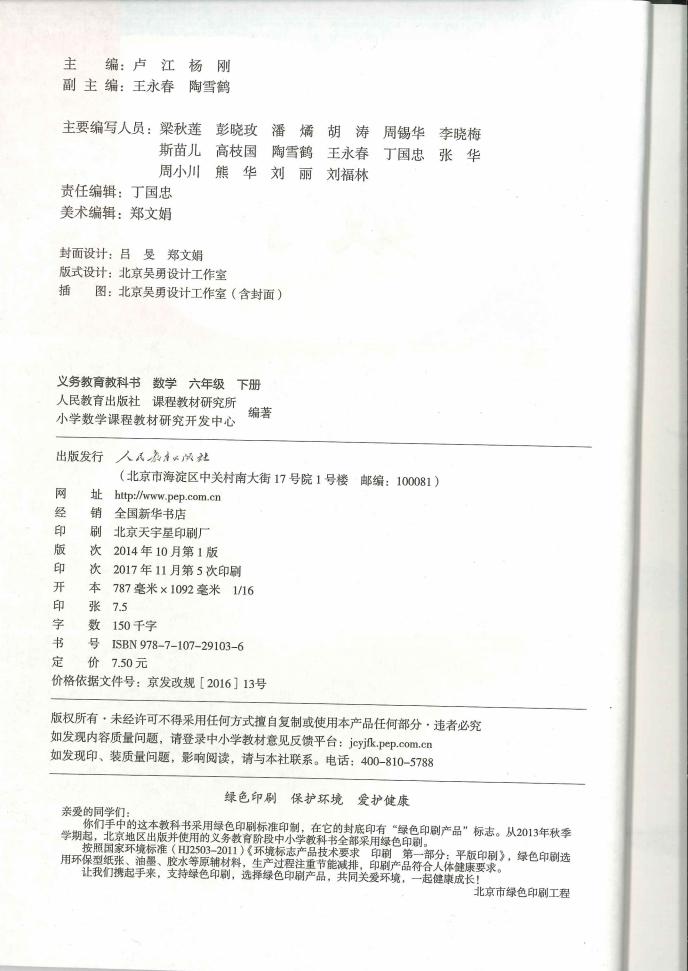 主　　编：卢　江　杨　刚
副 主 编：王永春　陶雪鹤
主要编写人员：梁秋莲　彭晓玫　潘　燏　胡　涛　周锡华　李晓梅
斯苗儿　高枝国　陶雪鹤　王永春　丁国忠　张　华
周小川　熊　华　刘　丽　刘福林
责任编辑：丁国忠
美术编辑：郑文娟
封面设计：吕　旻　郑文娟
版式设计：北京吴勇设计工作室
插　　图：北京吴勇设计工作室（含封面）
义务教育教科书　数学　六年级　下册
人民教育出版社　课程教材研究所
小学数学课程教材研究开发中心　编著
出版发行　人民教育出版社
（北京市海淀区中关村南大街 17 号院 1 号楼　邮编：100081）
网　　址　http://www.pep.com.cn
经　　销　全国新华书店
印　　刷　北京天宇星印刷厂
版　　次　2014 年 10 月第 1 版
印　　次　2017 年 11 月第 5 次印刷
开　　本　787 毫米 × 1092 毫米　1/16
印　　张　7.5
字　　数　150 千字
书　　号　ISBN 978-7-107-29103-6
定　　价　7.50 元
价格依据文件号：京发改规［2016］13号
版权所有·未经许可不得采用任何方式擅自复制或使用本产品任何部分·违者必究
如发现内容质量问题，请登录中小学教材意见反馈平台：jcyjfk.pep.com.cn
如发现印、装质量问题，影响阅读，请与本社联系。电话：400-810-5788
绿色印刷　保护环境　爱护健康
亲爱的同学们：
你们手中的这本教科书采用绿色印刷标准印制，在它的封底印有“绿色印刷产品”标志。从2013年秋季
学期起，北京地区出版并使用的义务教育阶段中小学教科书全部采用绿色印刷。
按照国家环境标准（HJ2503-2011）《环境标志产品技术要求　印刷　第一部分：平版印刷》，绿色印刷选
用环保型纸张、油墨、胶水等原辅材料，生产过程注重节能减排，印刷产品符合人体健康要求。
让我们携起手来，支持绿色印刷，选择绿色印刷产品，共同关爱环境，一起健康成长！
北京市绿色印刷工程